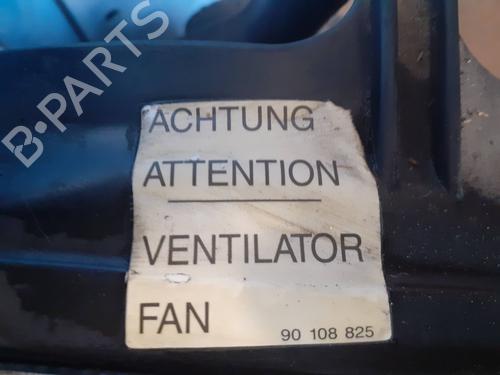 B-PARTS
ACHTUNG
ATTENTION
VENTILATOR
FAN
90 108 825